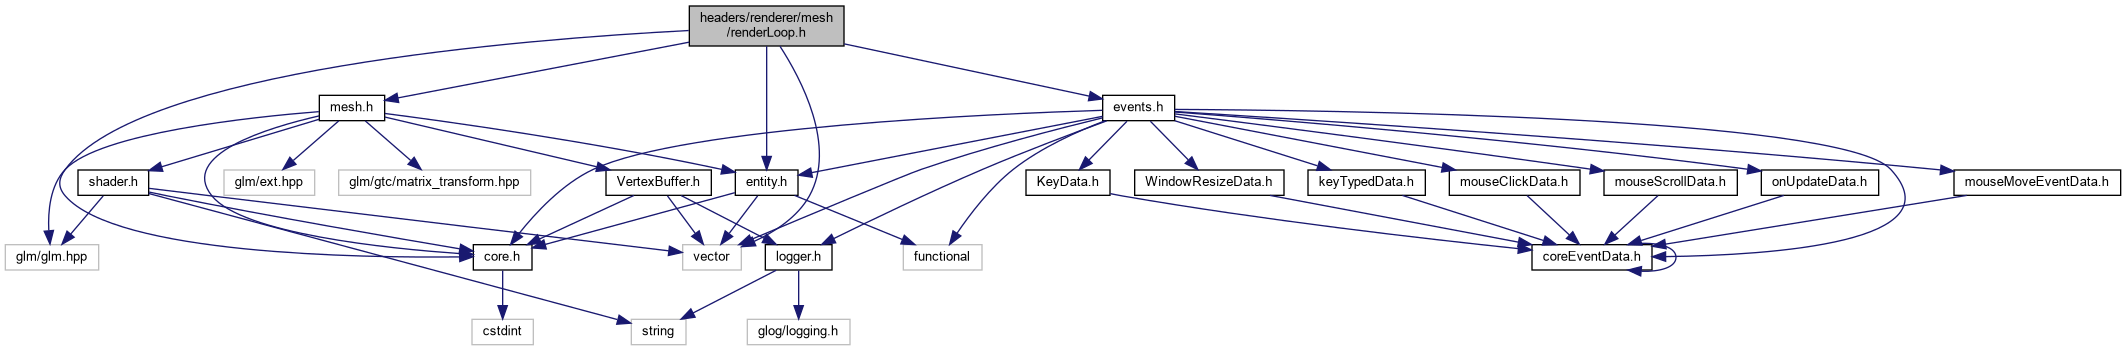 headers/renderer/mesh
/renderLoop.h
mesh.h
events.h
shader.h
glm/ext.hpp
glm/gtc/matrix_transform.hpp
VertexBuffer.h
entity.h
KeyData.h
WindowResizeData.h
keyTypedData.h
mouseClickData.h
mouseScrollData.h
onUpdateData.h
mouseMoveEventData.h
glm/glm.hpp
core.h
vector
logger.h
functional
coreEventData.h
cstdint
string
glog/logging.h